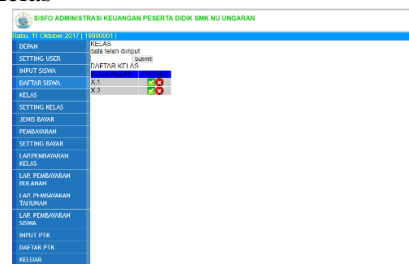 elas
SISFO ADMINISTRASI KEUANGAN PESERTA DIDIK SMK NU UNGARAN
Rabu, 11 Oktober 2017 | 19990001 |
DEPAN
SETTING USER
INPUT SISWA
DAFTAR SISWA
KELAS
SETTING KELAS
JENIS BAYAR
PEMBAYARAN
SETTING BAYAR
LAP.PEMBAYARAN
KELAS
LAP. PEMBAYARAN
BULANAN
LAP. PEMBAYARAN
TAHUNAN
LAP. PEMBAYARAN
SISWA
INPUT PTK
DAFTAR PTK
KELUAR
KELAS
data telah diinput
submit
DAFTAR KELAS
X.1
X.2